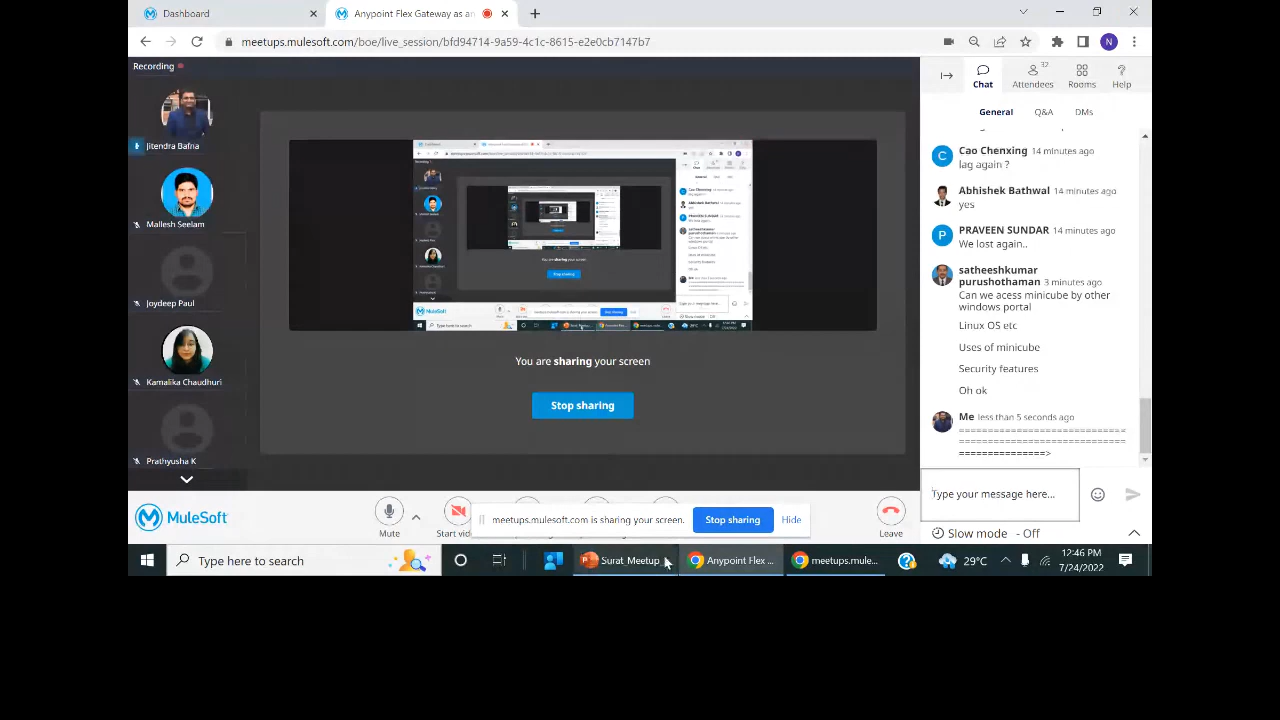 Dashboard
Anypoint Flex Gateway as an
meetups.mulesoft.com/boe/live_session/bfd94714-9a59-4c1c-8615-e2e0cb7147b7
N
Recording
Jitendra Bafna
Mallesh Sodam
Joydeep Paul
Kamalika Chaudhuri
Prathyusha K
You are sharing your screen
Stop sharing
Chat
32
Attendees
Rooms
Help
General
Q&A
DMs
C
Cao Chenxing 14 minutes ago
lag again ?
Abhishek Bathwal 14 minutes ago
yes
P
PRAVEEN SUNDAR 14 minutes ago
We lost again..
satheeshkumar
purushothaman 3 minutes ago
Can we acess minicube by other
windows portal
Linux OS etc
Uses of minicube
Security features
Oh ok
Me less than 5 seconds ago
============================
============================
===============>
Type your message here...
Slow mode - Off
MuleSoft
Mute
Start vid
meetups.mulesoft.com is sharing your screen.
Stop sharing
Hide
Leave
Type here to search
Surat Meetup
Anypoint Flex ...
meetups.mule...
29°C
12:46 PM
7/24/2022